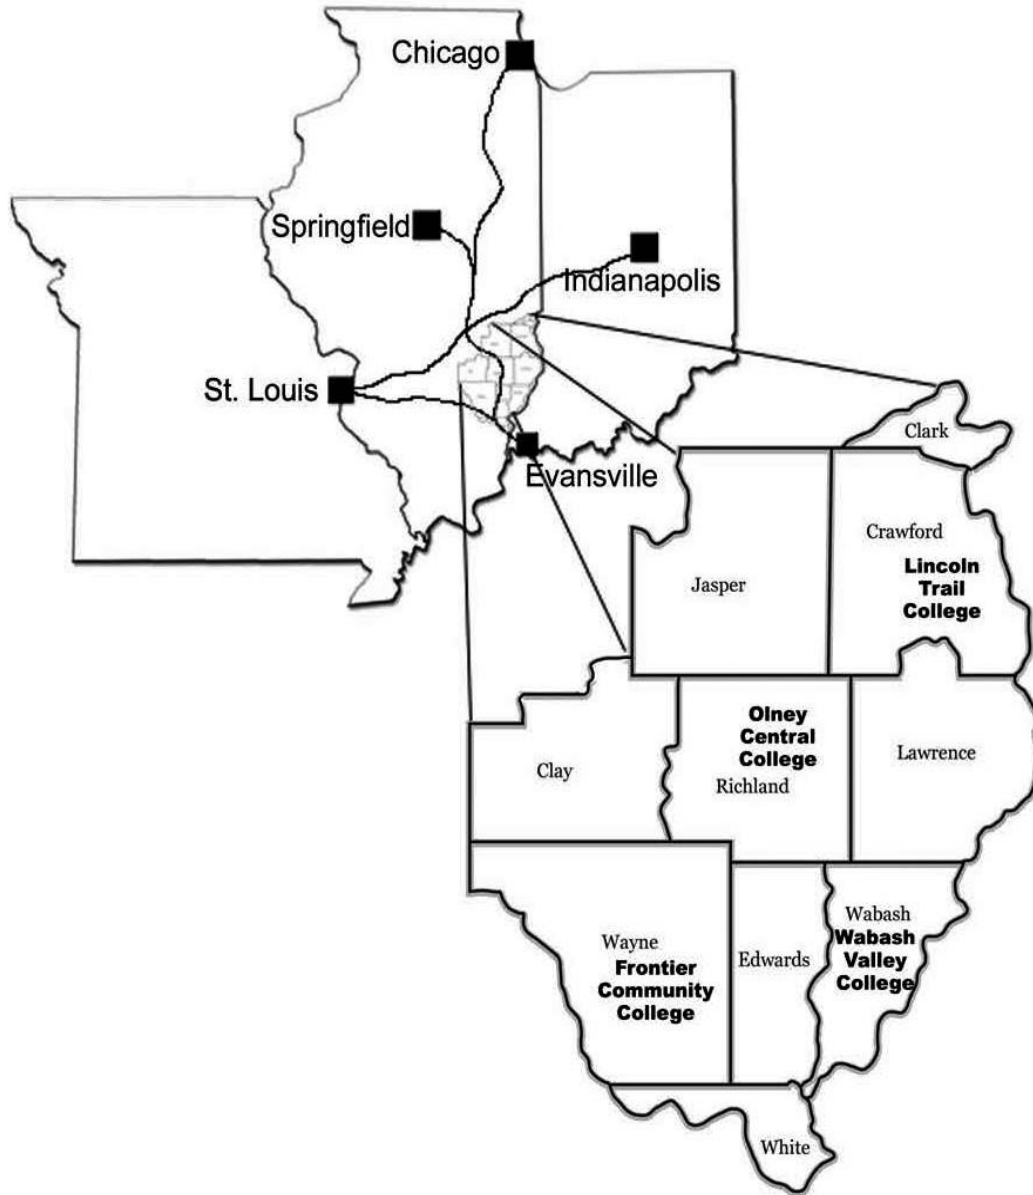 Chicago
Springfield
Indianapolis
St. Louis
Evansville
Clark
Crawford
Lincoln
Trail
College
Jasper
Olney
Central
College
Richland
Lawrence
Clay
Wayne
Frontier
Community
College
Edwards
Wabash
Wabash
Valley
College
White